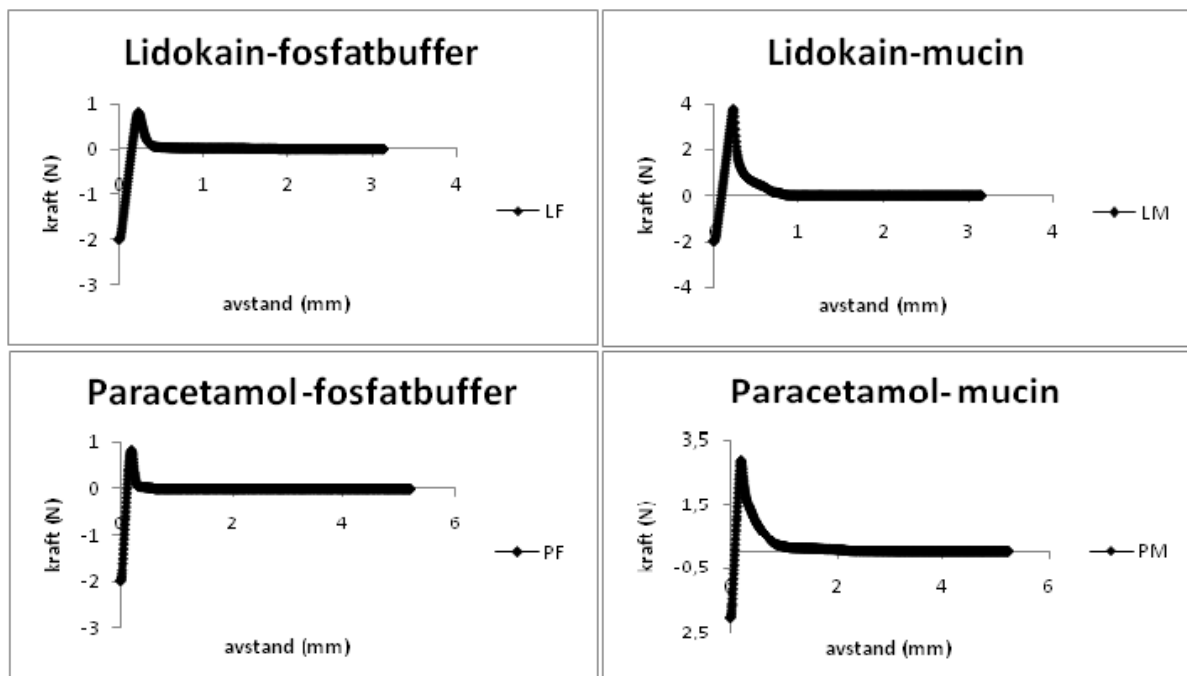 Lidokain-fosfatbuffer
1
0
-1
-2
-3
0
1
2
3
4
kraft (N)
avstand (mm)
LF
Lidokain-mucin
4
2
0
-2
-4
1
2
3
4
kraft (N)
avstand (mm)
LM
Paracetamol-fosfatbuffer
1
0
-1
-2
-3
0
2
4
6
kraft (N)
avstand (mm)
PF
Paracetamol- mucin
3,5
1,5
-0,5
2,5
0
2
4
6
kraft (N)
avstand (mm)
PM